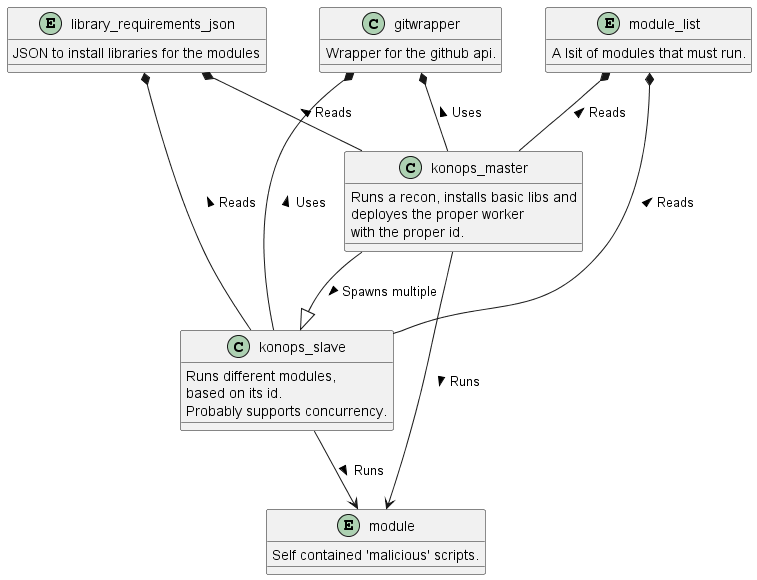 E library_requirements_json
JSON to install libraries for the modules
C gitwrapper
Wrapper for the github api.
E module_list
A lsit of modules that must run.
Reads
Uses
Reads
C konops_master
Runs a recon, installs basic libs and
deployes the proper worker
with the proper id.
Reads
Uses
Reads
Spawns multiple
C konops_slave
Runs different modules,
based on its id.
Probably supports concurrency.
Runs
Runs
E module
Self contained 'malicious' scripts.